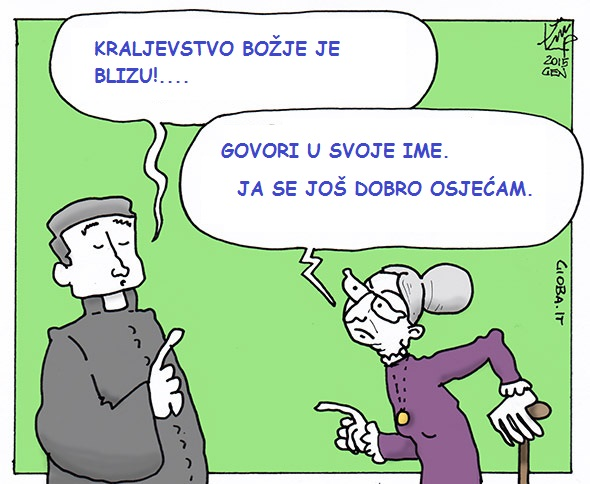 KRALJEVSTVO BOŽJE JE
BLIZU!....
GOVORI U SVOJE IME.
JA SE JOŠ DOBRO OSJEĆAM.
2015
GEN
GIOBA.IT